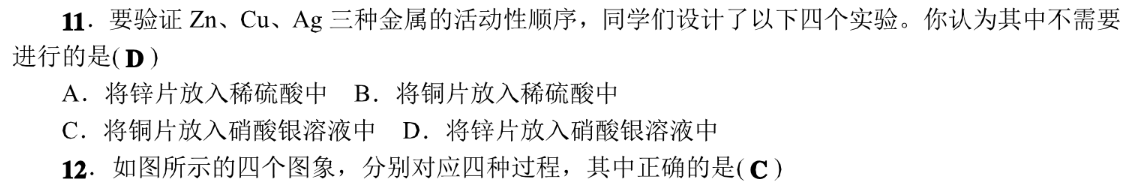 11. 要验证 Zn、Cu、Ag 三种金属的活动性顺序，同学们设计了以下四个实验。你认为其中不需要
进行的是( D )
A．将锌片放入稀硫酸中　B．将铜片放入稀硫酸中
C．将铜片放入硝酸银溶液中　D．将锌片放入硝酸银溶液中
12. 如图所示的四个图象，分别对应四种过程，其中正确的是( C )